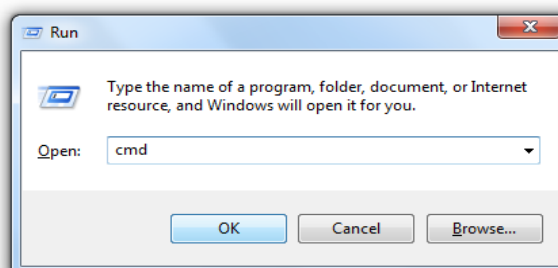 Run
Type the name of a program, folder, document, or Internet
resource, and Windows will open it for you.
Open:
cmd
OK
Cancel
Browse...